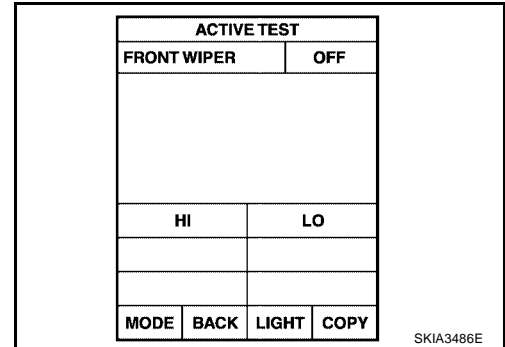 ACTIVE TEST
FRONT WIPER OFF
HI LO
MODE BACK LIGHT COPY
SKIA3486E